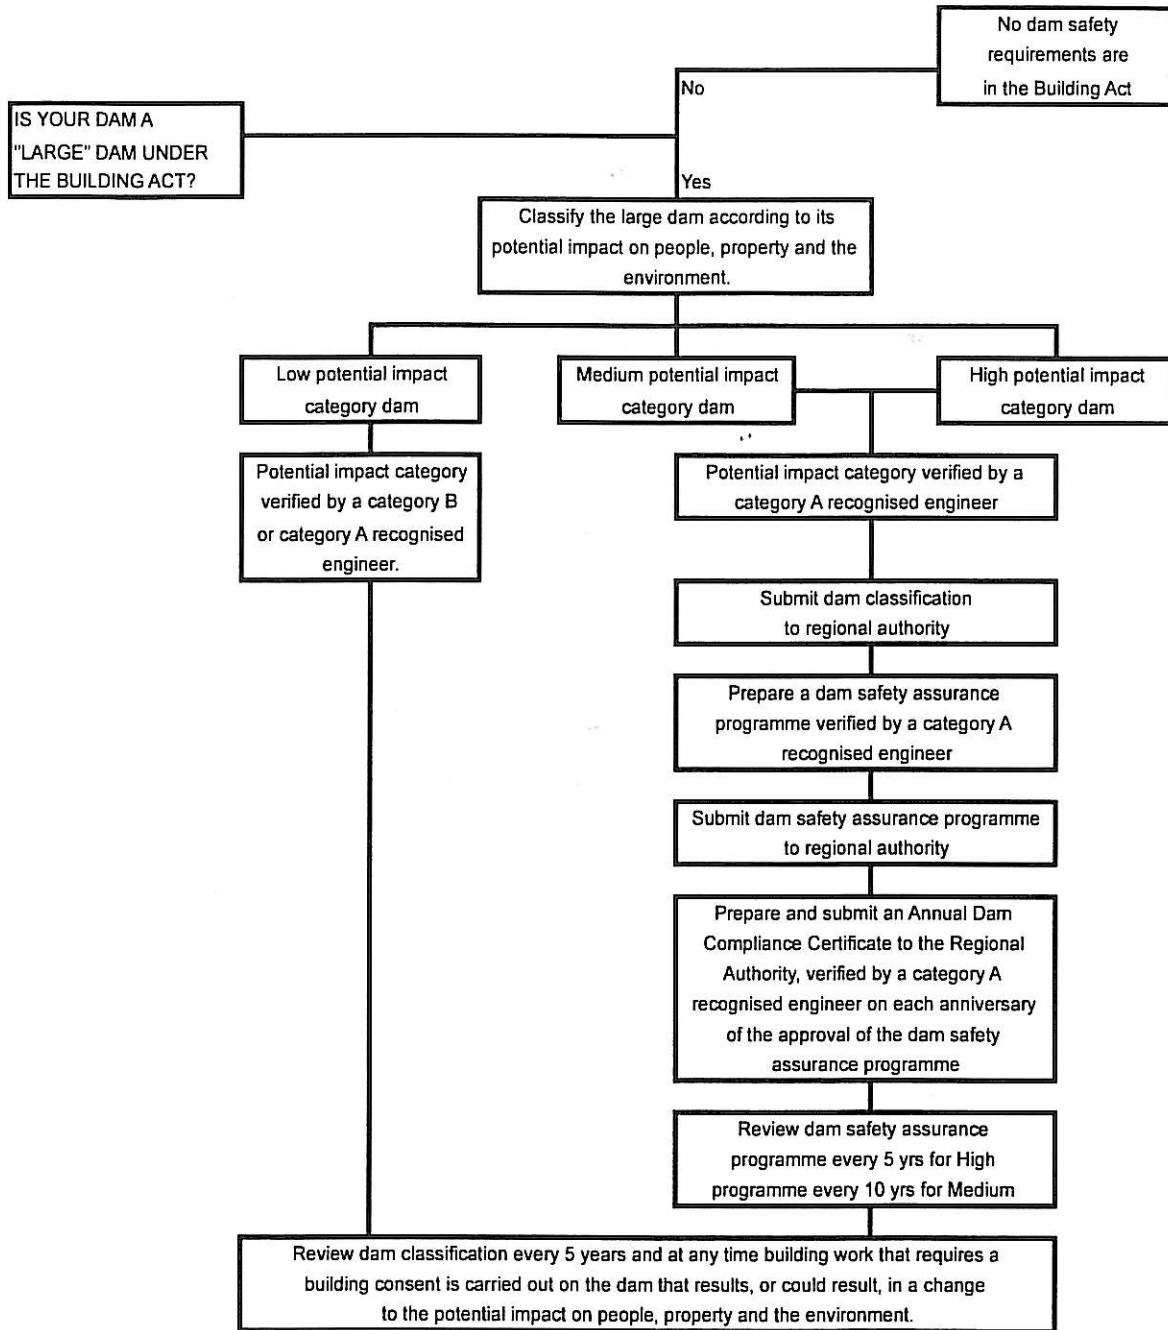 No dam safety
requirements are
in the Building Act
No
IS YOUR DAM A
"LARGE" DAM UNDER
THE BUILDING ACT?
Yes
Classify the large dam according to its
potential impact on people, property and the
environment.
Low potential impact
category dam
Medium potential impact
category dam
High potential impact
category dam
Potential impact category
verified by a category B
or category A recognised
engineer.
Potential impact category verified by a
category A recognised engineer
Submit dam classification
to regional authority
Prepare a dam safety assurance
programme verified by a category A
recognised engineer
Submit dam safety assurance programme
to regional authority
Prepare and submit an Annual Dam
Compliance Certificate to the Regional
Authority, verified by a category A
recognised engineer on each anniversary
of the approval of the dam safety
assurance programme
Review dam safety assurance
programme every 5 yrs for High
programme every 10 yrs for Medium
Review dam classification every 5 years and at any time building work that requires a
building consent is carried out on the dam that results, or could result, in a change
to the potential impact on people, property and the environment.